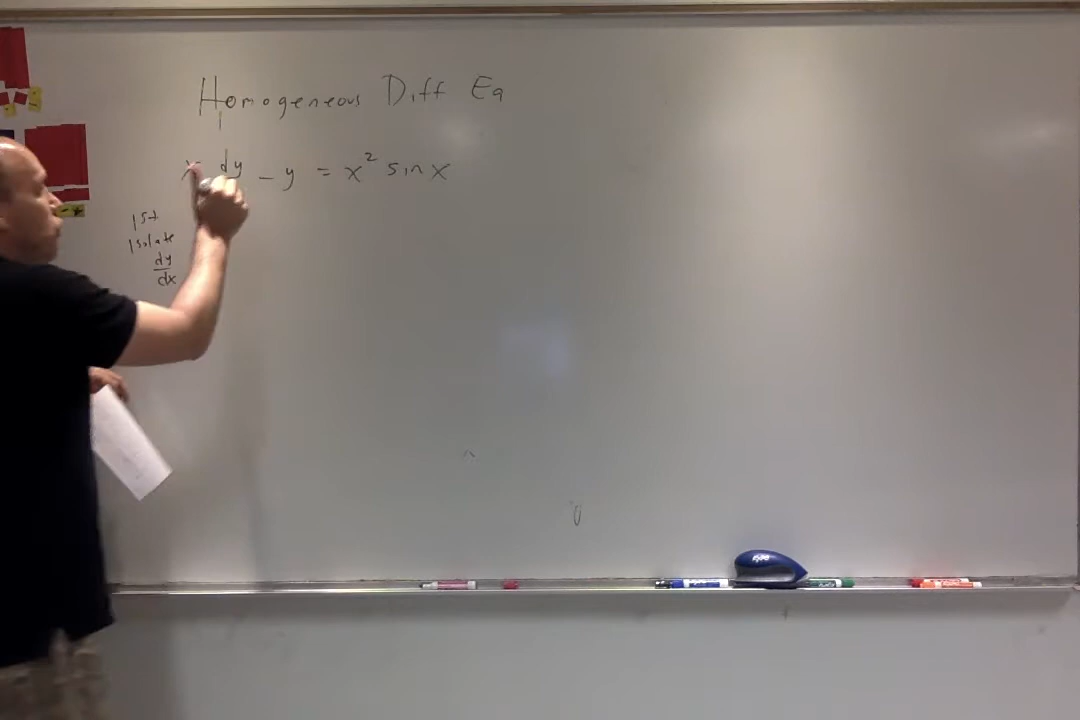 Homogeneous Diff Eq
x dy - y = x² sin x
1st
Isolate
dy
dx